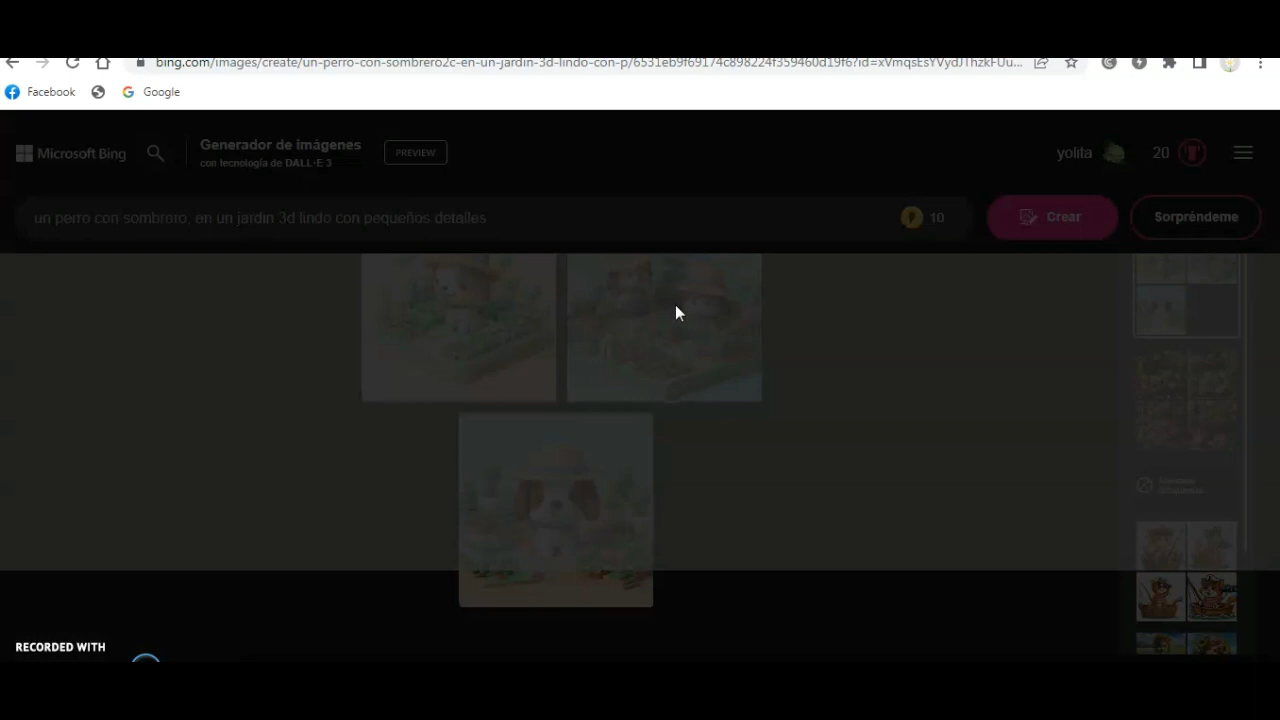 bing.com/images/create/un-perro-con-sombrero2c-en-un-jardin-3d-lindo-con-p/6531eb9f69174c898224f359460d19f6?id=xVmqsEsYVydJThzkFUu...
Facebook Google
Microsoft Bing Generador de imágenes PREVIEW yolita 20
con tecnología de DALL·E 3
un perro con sombrero, en un jardin 3d lindo con pequeños detalles 10 Crear Sorpréndeme
RECORDED WITH